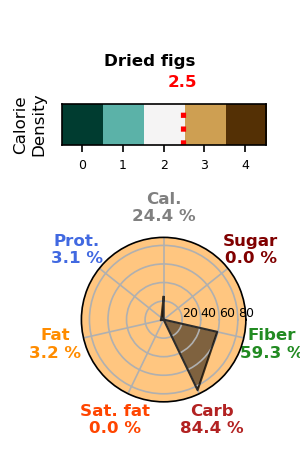 Dried figs
2.5
Calorie
Density
0 1 2 3 4
Cal.
24.4 %
Prot.
3.1 %
Sugar
0.0 %
20 40 60 80
Fat
3.2 %
Fiber
59.3 %
Sat. fat
0.0 %
Carb
84.4 %